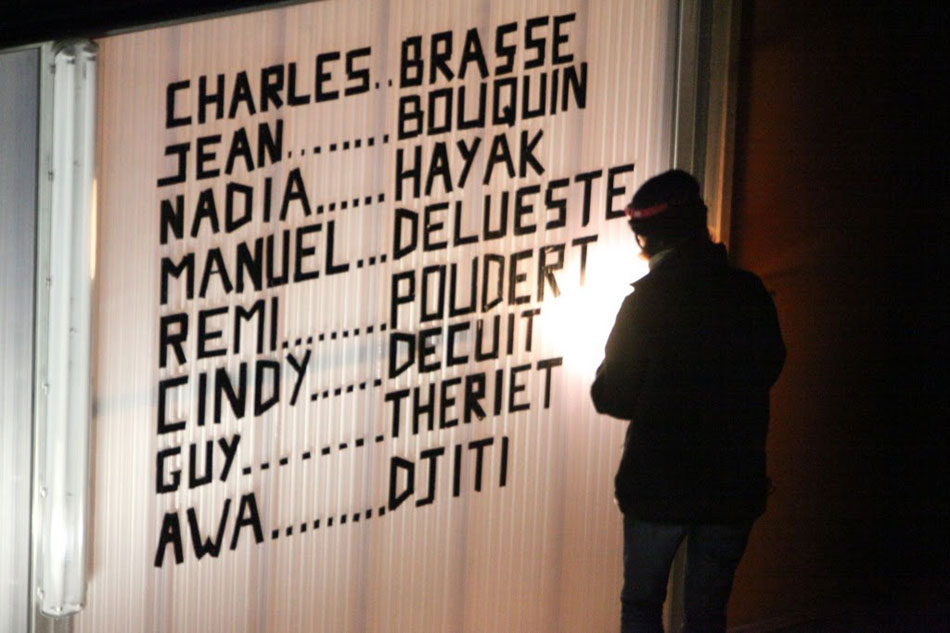 CHARLES..BRASSE
JEAN........BOUQUIN
NADIA......HAYAK
MANUEL...DELUESTE
REMI........POUDERT
CINDY......DECUIT
GUY.........THERIET
AWA.........DJITI